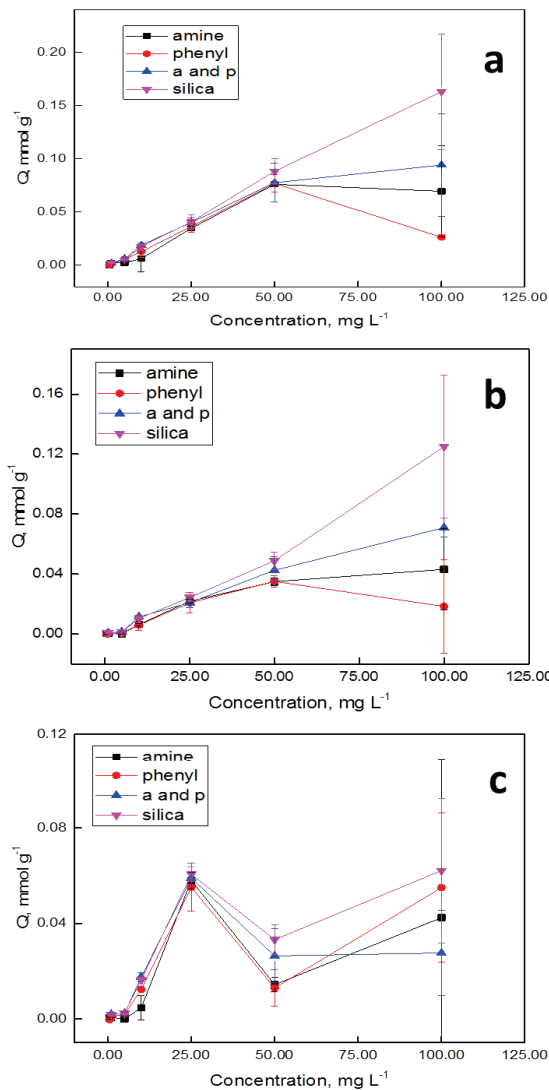 a
amine
phenyl
a and p
silica
0.20
0.15
0.10
0.05
0.00
Q, mmol g⁻¹
0.00 25.00 50.00 75.00 100.00 125.00
Concentration, mg L⁻¹
b
amine
phenyl
a and p
silica
0.16
0.12
0.08
0.04
0.00
Q, mmol g⁻¹
0.00 25.00 50.00 75.00 100.00 125.00
Concentration, mg L⁻¹
c
amine
phenyl
a and p
silica
0.12
0.08
0.04
0.00
Q, mmol g⁻¹
0.00 25.00 50.00 75.00 100.00 125.00
Concentration, mg L⁻¹